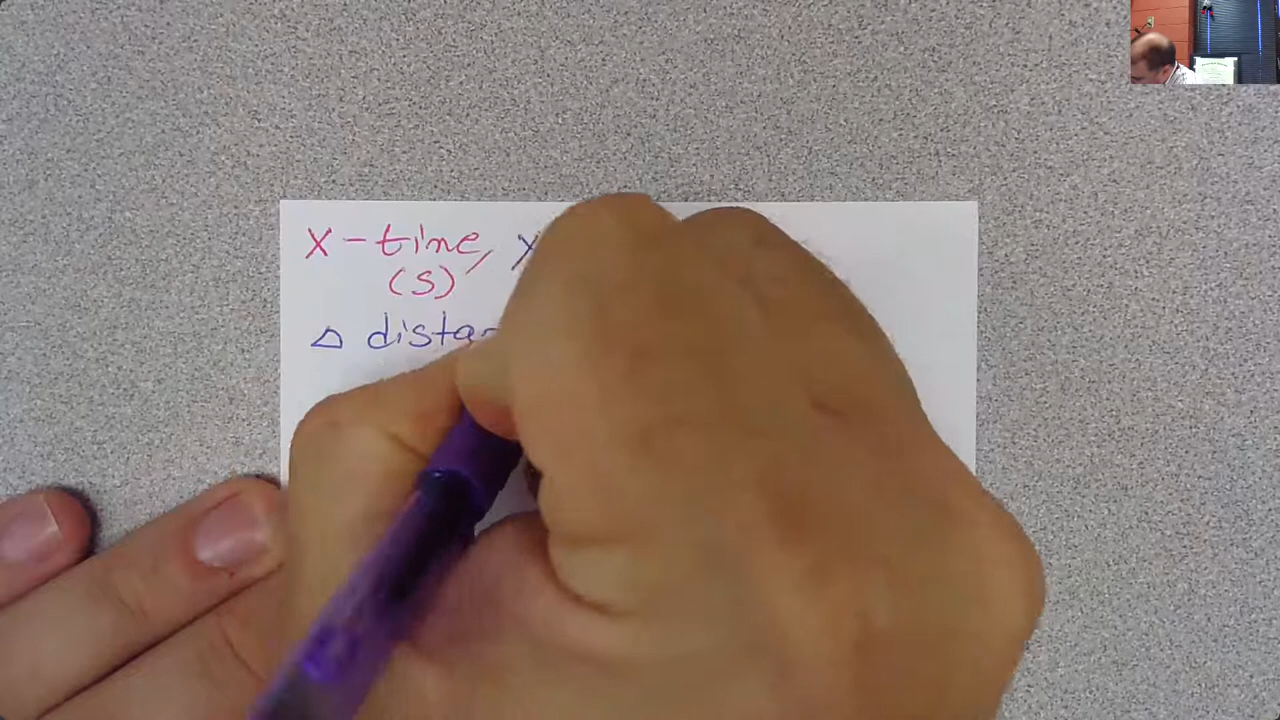 x - time, y
(s)
Δ distan